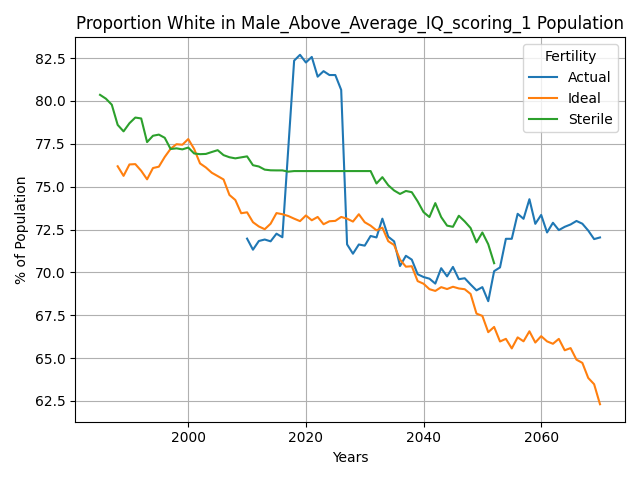 Proportion White in Male_Above_Average_IQ_scoring_1 Population
Fertility
Actual
Ideal
Sterile
% of Population
82.5
80.0
77.5
75.0
72.5
70.0
67.5
65.0
62.5
2000
2020
2040
2060
Years